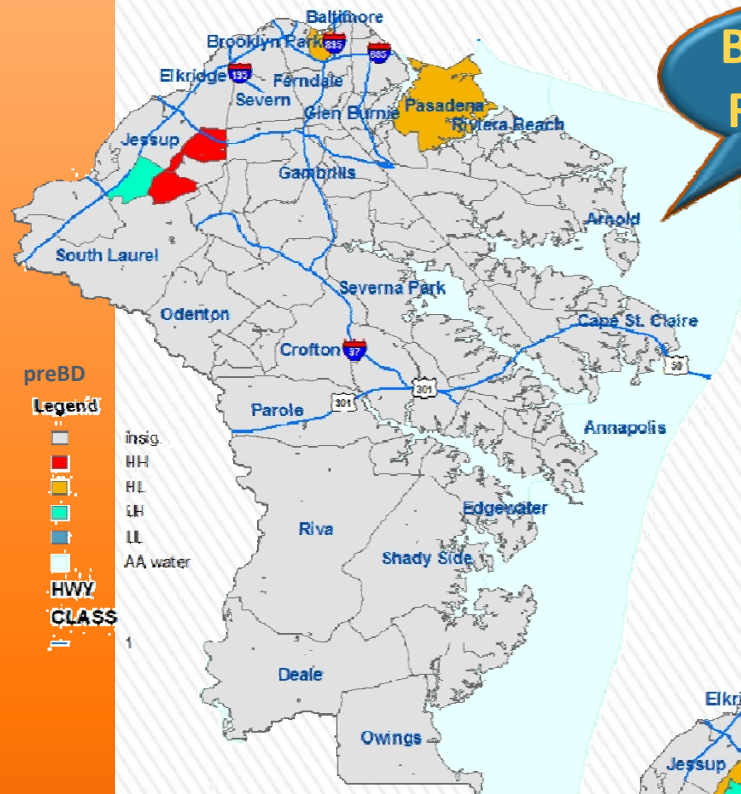 Baltimore
Brooklyn Park
895
695
Elkridge
195
Ferndale
Severn
Glen Burnie
Pasadena
Riviera Beach
Jessup
Gambrills
Arnold
South Laurel
Severna Park
Odenton
Cape St. Claire
Crofton
97
50
301
301
Parole
Annapolis
preBD
Legend
insig.
HH
HL
LH
LL
AA water
HWY
CLASS
1
Edgewater
Riva
Shady Side
Deale
Owings
B
Elkri
Jessup